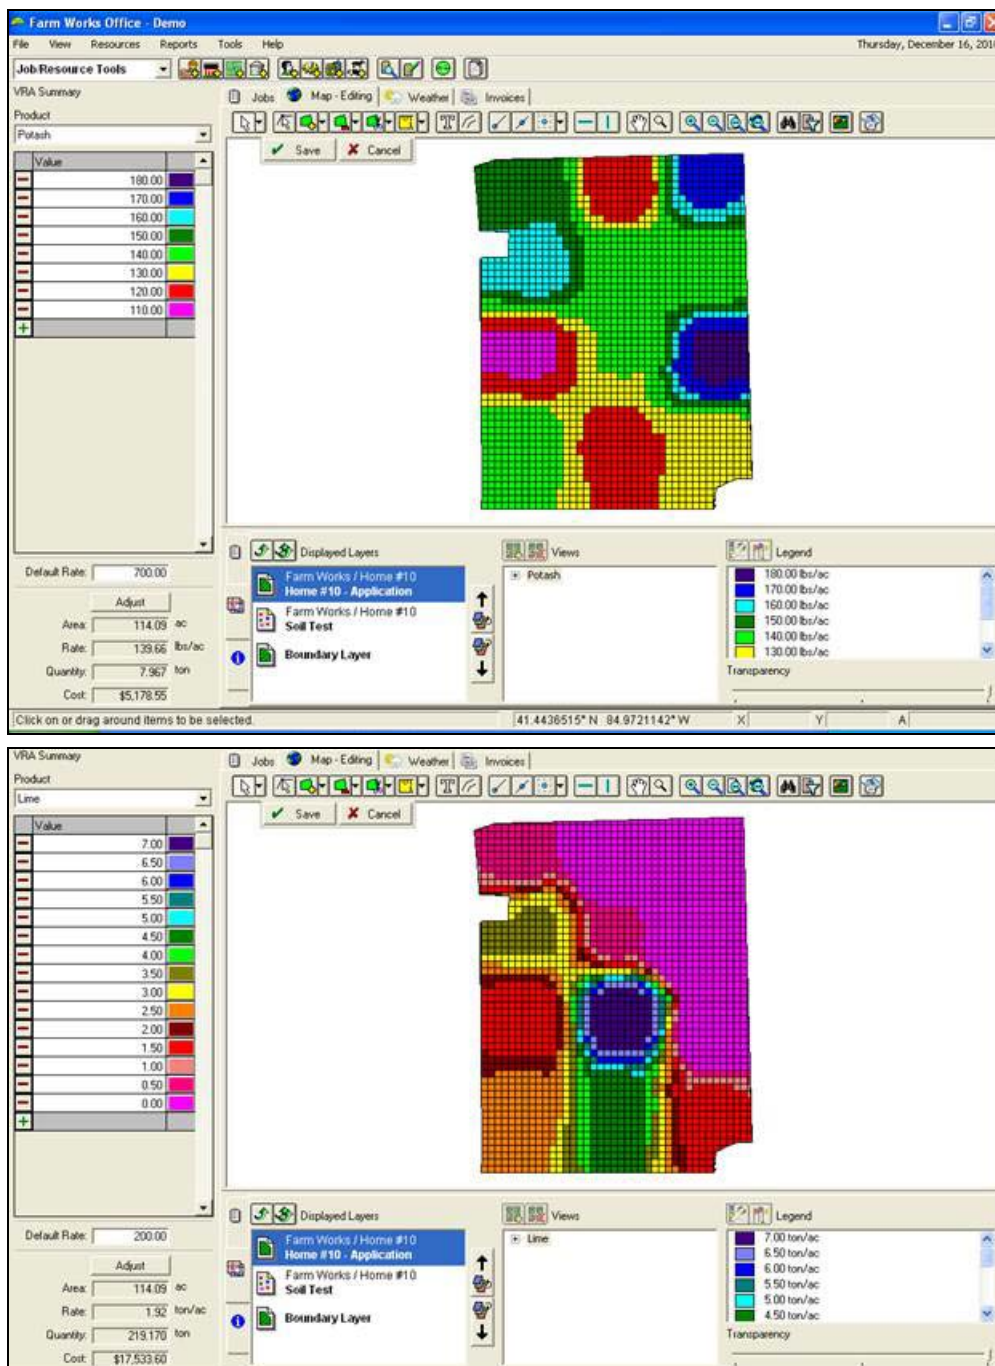 Farm Works Office - Demo
File View Resources Reports Tools Help
Thursday, December 16, 201
Job/Resource Tools
VRA Summary
Jobs Map - Editing Weather Invoices
Product
Potash
Save Cancel
Value
180.00
170.00
160.00
150.00
140.00
130.00
120.00
110.00
Default Rate: 700.00
Adjust
Area: 114.09 ac
Rate: 139.66 lbs/ac
Quantity: 7.967 ton
Cost: $5,178.55
Displayed Layers
Farm Works / Home #10
Home #10 - Application
Farm Works / Home #10
Soil Test
Boundary Layer
Views
Potash
Legend
180.00 lbs/ac
170.00 lbs/ac
160.00 lbs/ac
150.00 lbs/ac
140.00 lbs/ac
130.00 lbs/ac
Transparency
Click on or drag around items to be selected.
41.4436515° N 84.9721142° W X Y A
VRA Summary
Jobs Map - Editing Weather Invoices
Product
Lime
Save Cancel
Value
7.00
6.50
6.00
5.50
5.00
4.50
4.00
3.50
3.00
2.50
2.00
1.50
1.00
0.50
0.00
Default Rate: 200.00
Adjust
Area: 114.09 ac
Rate: 1.92 ton/ac
Quantity: 219.170 ton
Cost: $17,533.60
Displayed Layers
Farm Works / Home #10
Home #10 - Application
Farm Works / Home #10
Soil Test
Boundary Layer
Views
Lime
Legend
7.00 ton/ac
6.50 ton/ac
6.00 ton/ac
5.50 ton/ac
5.00 ton/ac
4.50 ton/ac
Transparency